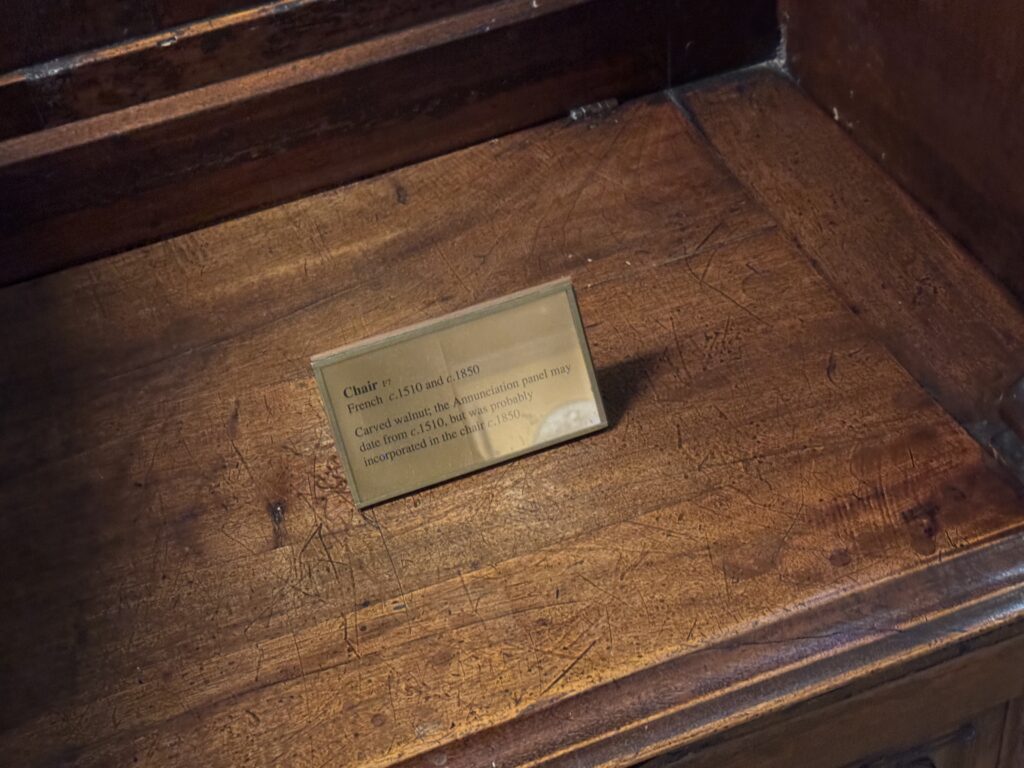 Chair F7
French c.1510 and c.1850
Carved walnut; the Annunciation panel may
date from c.1510, but was probably
incorporated in the chair c.1850